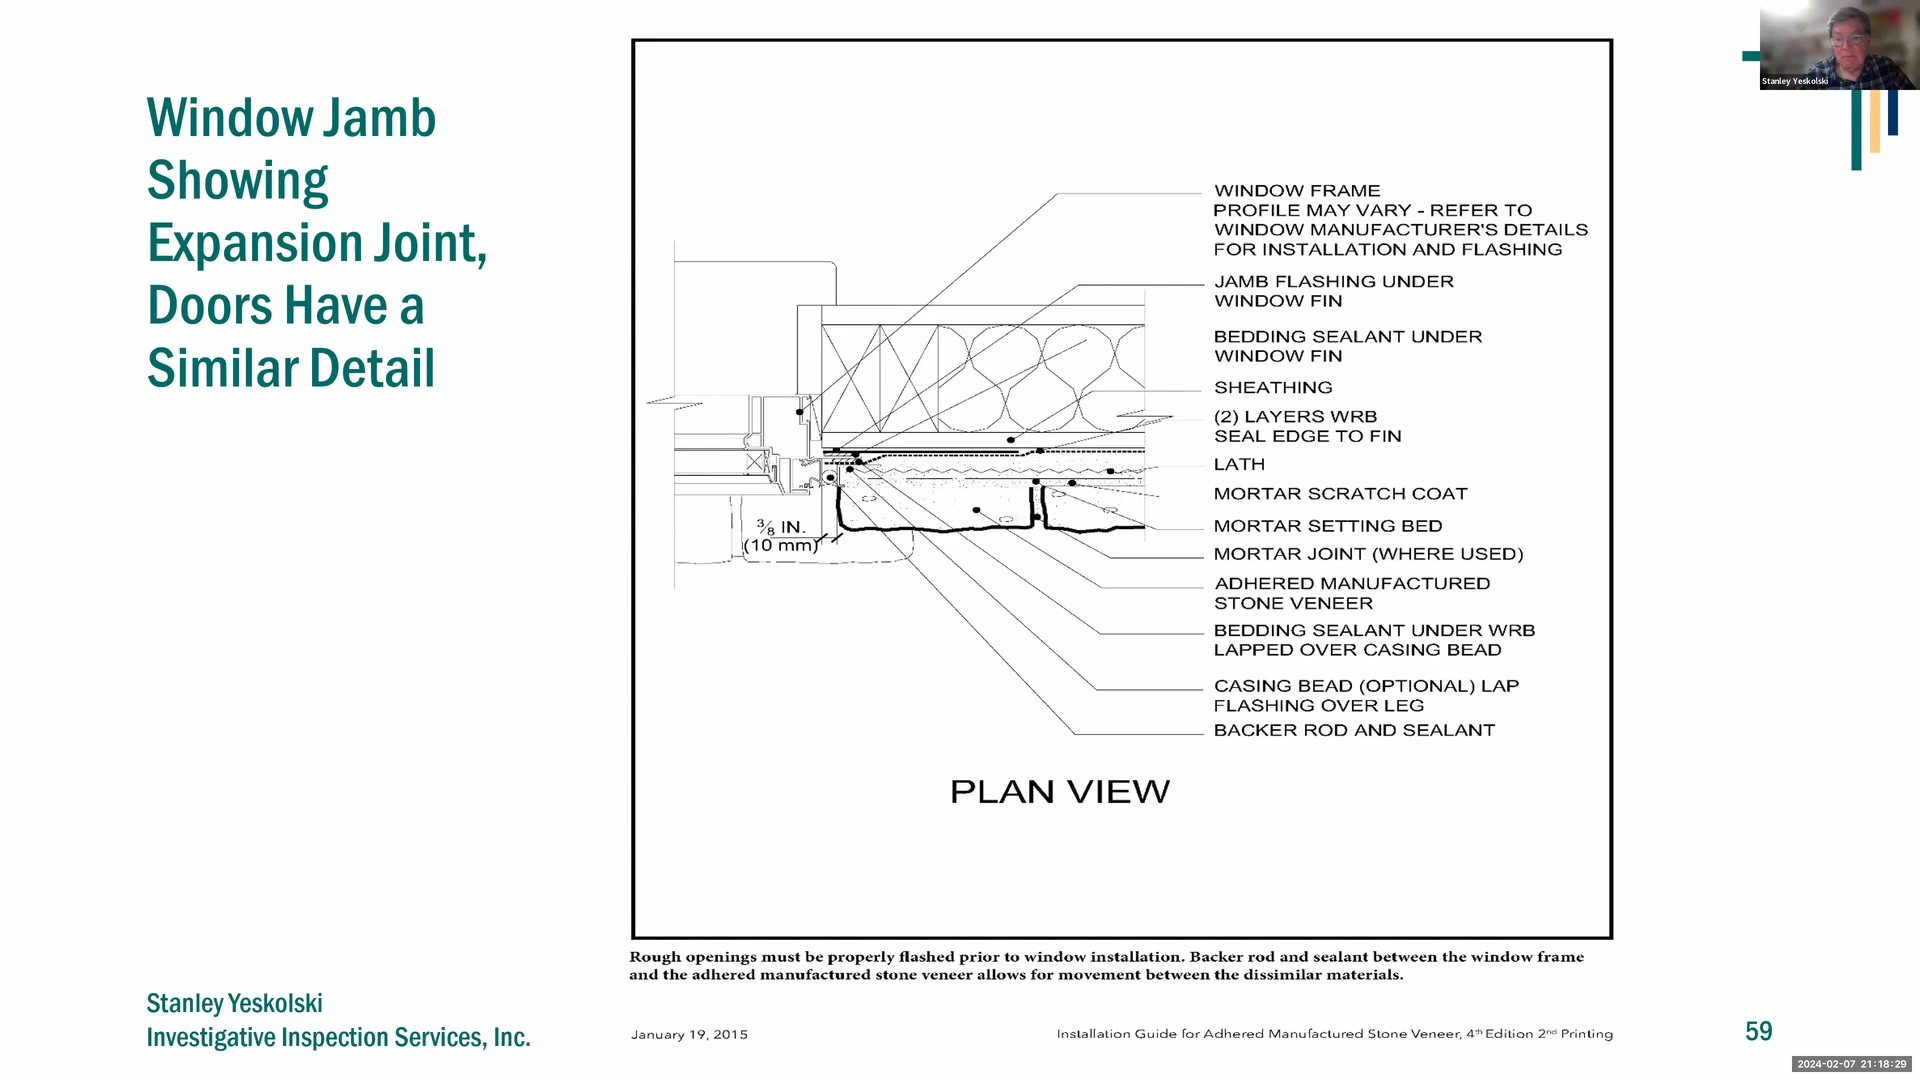 Window Jamb
Showing
Expansion Joint,
Doors Have a
Similar Detail
Stanley Yeskolski
WINDOW FRAME
PROFILE MAY VARY - REFER TO
WINDOW MANUFACTURER'S DETAILS
FOR INSTALLATION AND FLASHING
JAMB FLASHING UNDER
WINDOW FIN
BEDDING SEALANT UNDER
WINDOW FIN
SHEATHING
(2) LAYERS WRB
SEAL EDGE TO FIN
LATH
MORTAR SCRATCH COAT
MORTAR SETTING BED
MORTAR JOINT (WHERE USED)
ADHERED MANUFACTURED
STONE VENEER
BEDDING SEALANT UNDER WRB
LAPPED OVER CASING BEAD
CASING BEAD (OPTIONAL) LAP
FLASHING OVER LEG
BACKER ROD AND SEALANT
3/8 IN.
(10 mm)
PLAN VIEW
Rough openings must be properly flashed prior to window installation. Backer rod and sealant between the window frame
and the adhered manufactured stone veneer allows for movement between the dissimilar materials.
Stanley Yeskolski
Investigative Inspection Services, Inc.
January 19, 2015
Installation Guide for Adhered Manufactured Stone Veneer, 4th Edition 2nd Printing
59
2024-02-07 21:18:29